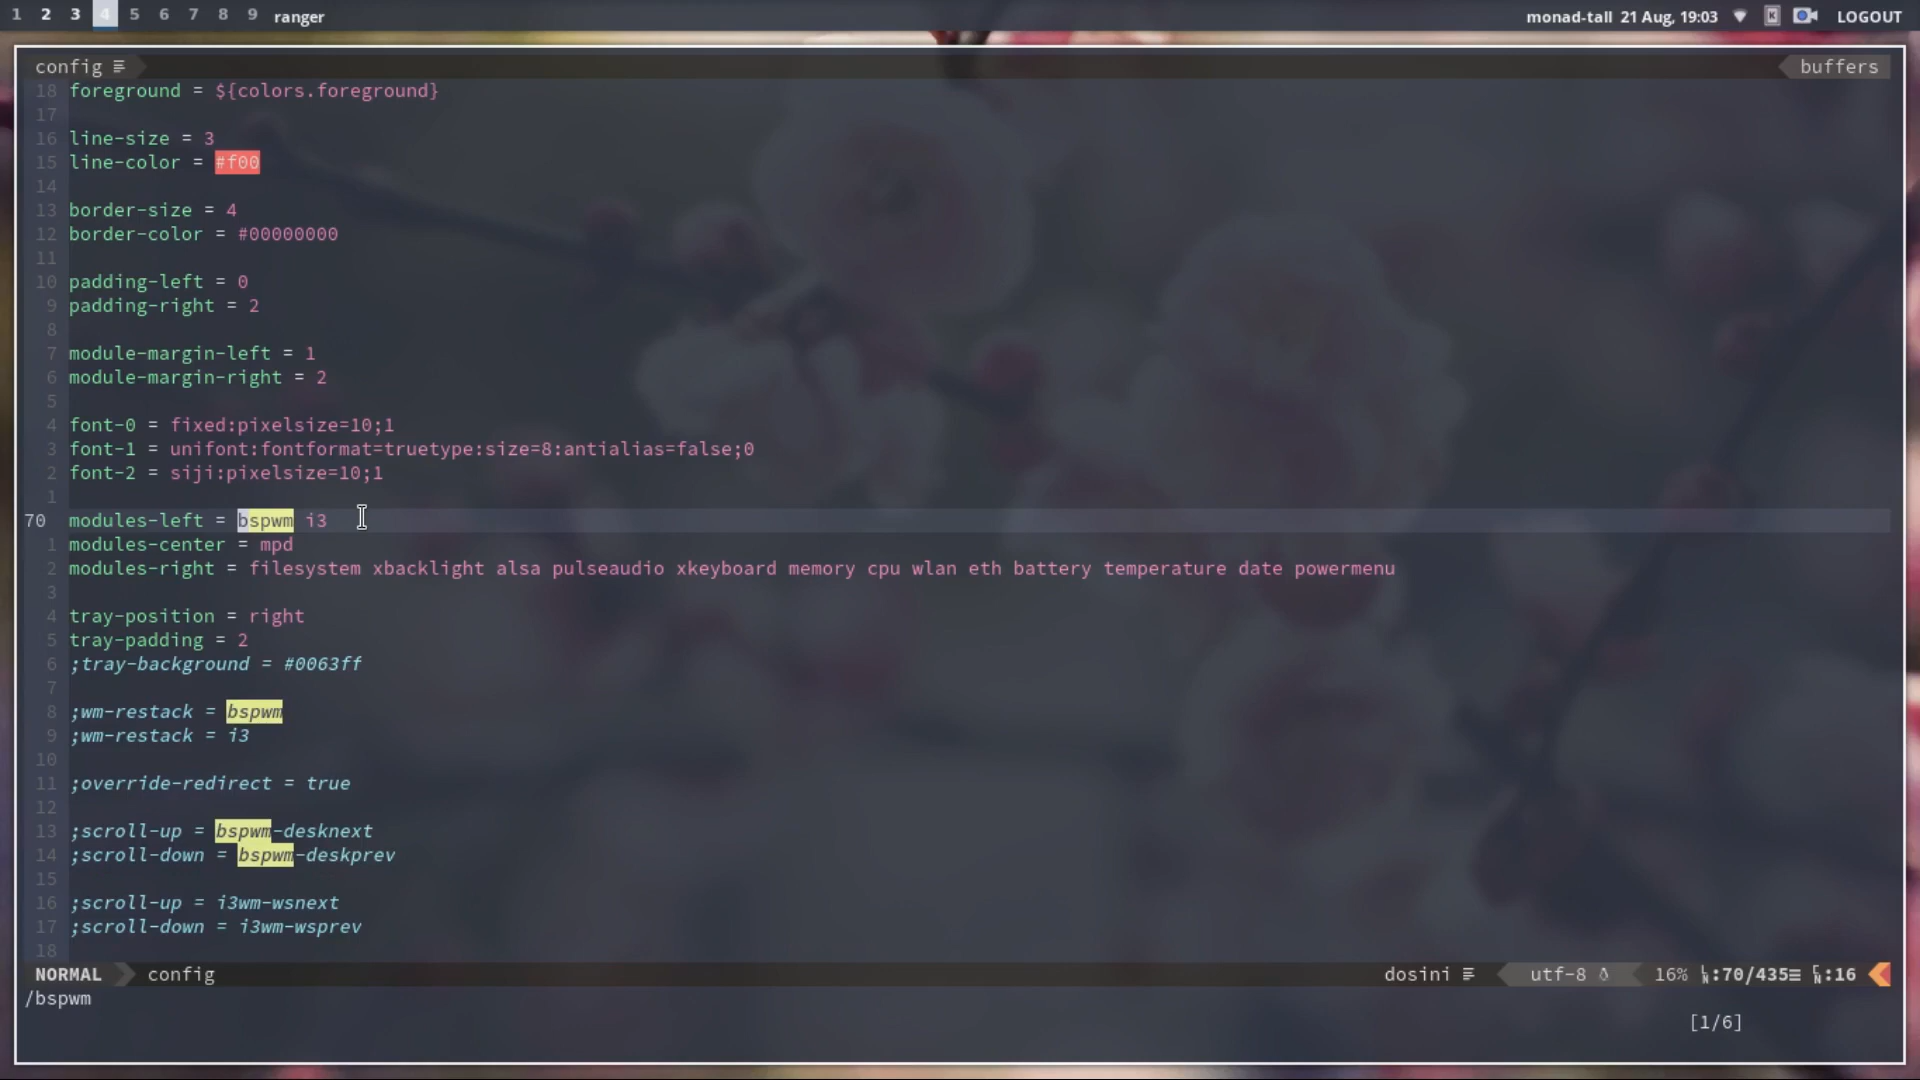 1 2 3 4 5 6 7 8 9 ranger monad-tall 21 Aug, 19:03 K LOGOUT
config ≡ buffers
18 foreground = ${colors.foreground}
17
16 line-size = 3
15 line-color = #f00
14
13 border-size = 4
12 border-color = #00000000
11
10 padding-left = 0
9 padding-right = 2
8
7 module-margin-left = 1
6 module-margin-right = 2
5
4 font-0 = fixed:pixelsize=10;1
3 font-1 = unifont:fontformat=truetype:size=8:antialias=false;0
2 font-2 = siji:pixelsize=10;1
1
70 modules-left = bspwm i3
1 modules-center = mpd
2 modules-right = filesystem xbacklight alsa pulseaudio xkeyboard memory cpu wlan eth battery temperature date powermenu
3
4 tray-position = right
5 tray-padding = 2
6 ;tray-background = #0063ff
7
8 ;wm-restack = bspwm
9 ;wm-restack = i3
10
11 ;override-redirect = true
12
13 ;scroll-up = bspwm-desknext
14 ;scroll-down = bspwm-deskprev
15
16 ;scroll-up = i3wm-wsnext
17 ;scroll-down = i3wm-wsprev
18
NORMAL config dosini ≡ utf-8 16% LN:70/435≡ CN:16
/bspwm
[1/6]